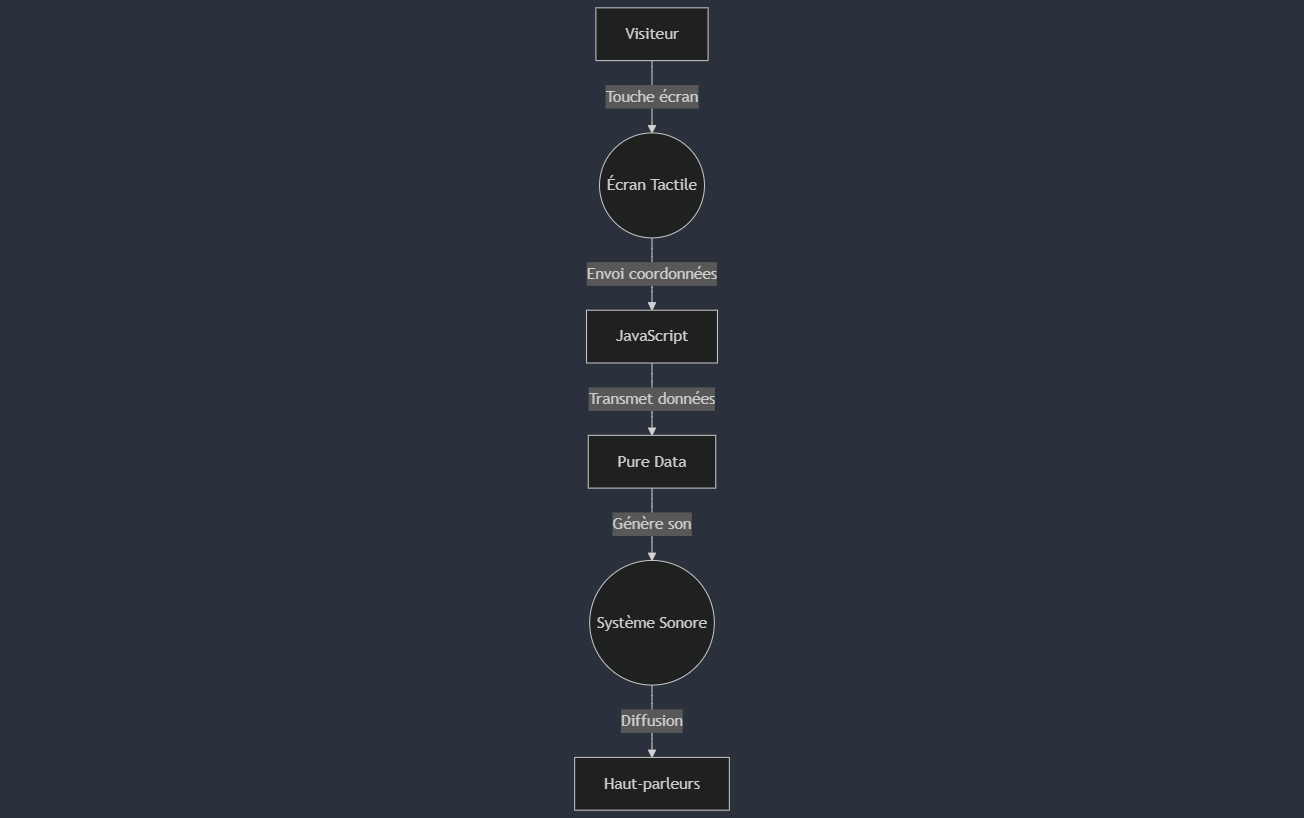 Visiteur
Touche écran
Écran Tactile
Envoi coordonnées
JavaScript
Transmet données
Pure Data
Génère son
Système Sonore
Diffusion
Haut-parleurs